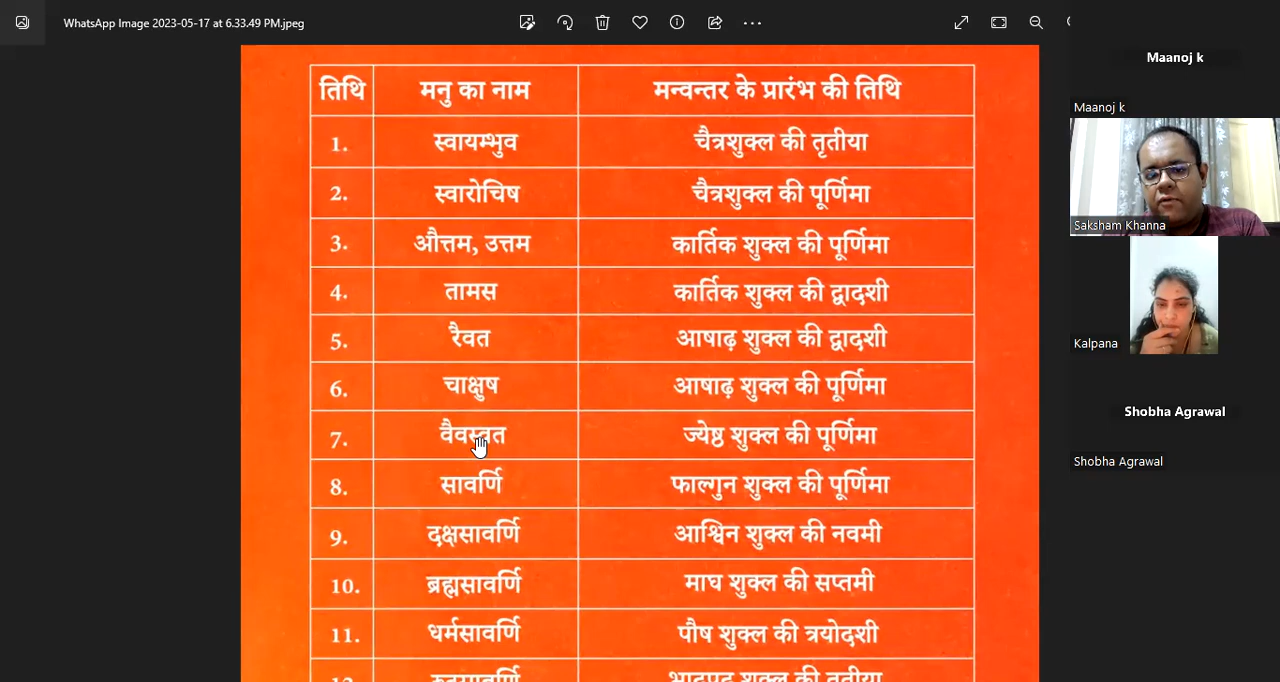 WhatsApp Image 2023-05-17 at 6.33.49 PM.jpeg
तिथि मनु का नाम मन्वन्तर के प्रारंभ की तिथि
1. स्वायम्भुव चैत्रशुक्ल की तृतीया
2. स्वारोचिष चैत्रशुक्ल की पूर्णिमा
3. औत्तम, उत्तम कार्तिक शुक्ल की पूर्णिमा
4. तामस कार्तिक शुक्ल की द्वादशी
5. रैवत आषाढ़ शुक्ल की द्वादशी
6. चाक्षुष आषाढ़ शुक्ल की पूर्णिमा
7. वैवस्वत ज्येष्ठ शुक्ल की पूर्णिमा
8. सावर्णि फाल्गुन शुक्ल की पूर्णिमा
9. दक्षसावर्णि आश्विन शुक्ल की नवमी
10. ब्रह्मसावर्णि माघ शुक्ल की सप्तमी
11. धर्मसावर्णि पौष शुक्ल की त्रयोदशी
शुक्ल की तृतीया
Maanoj k
Maanoj k
Saksham Khanna
Kalpana
Shobha Agrawal
Shobha Agrawal